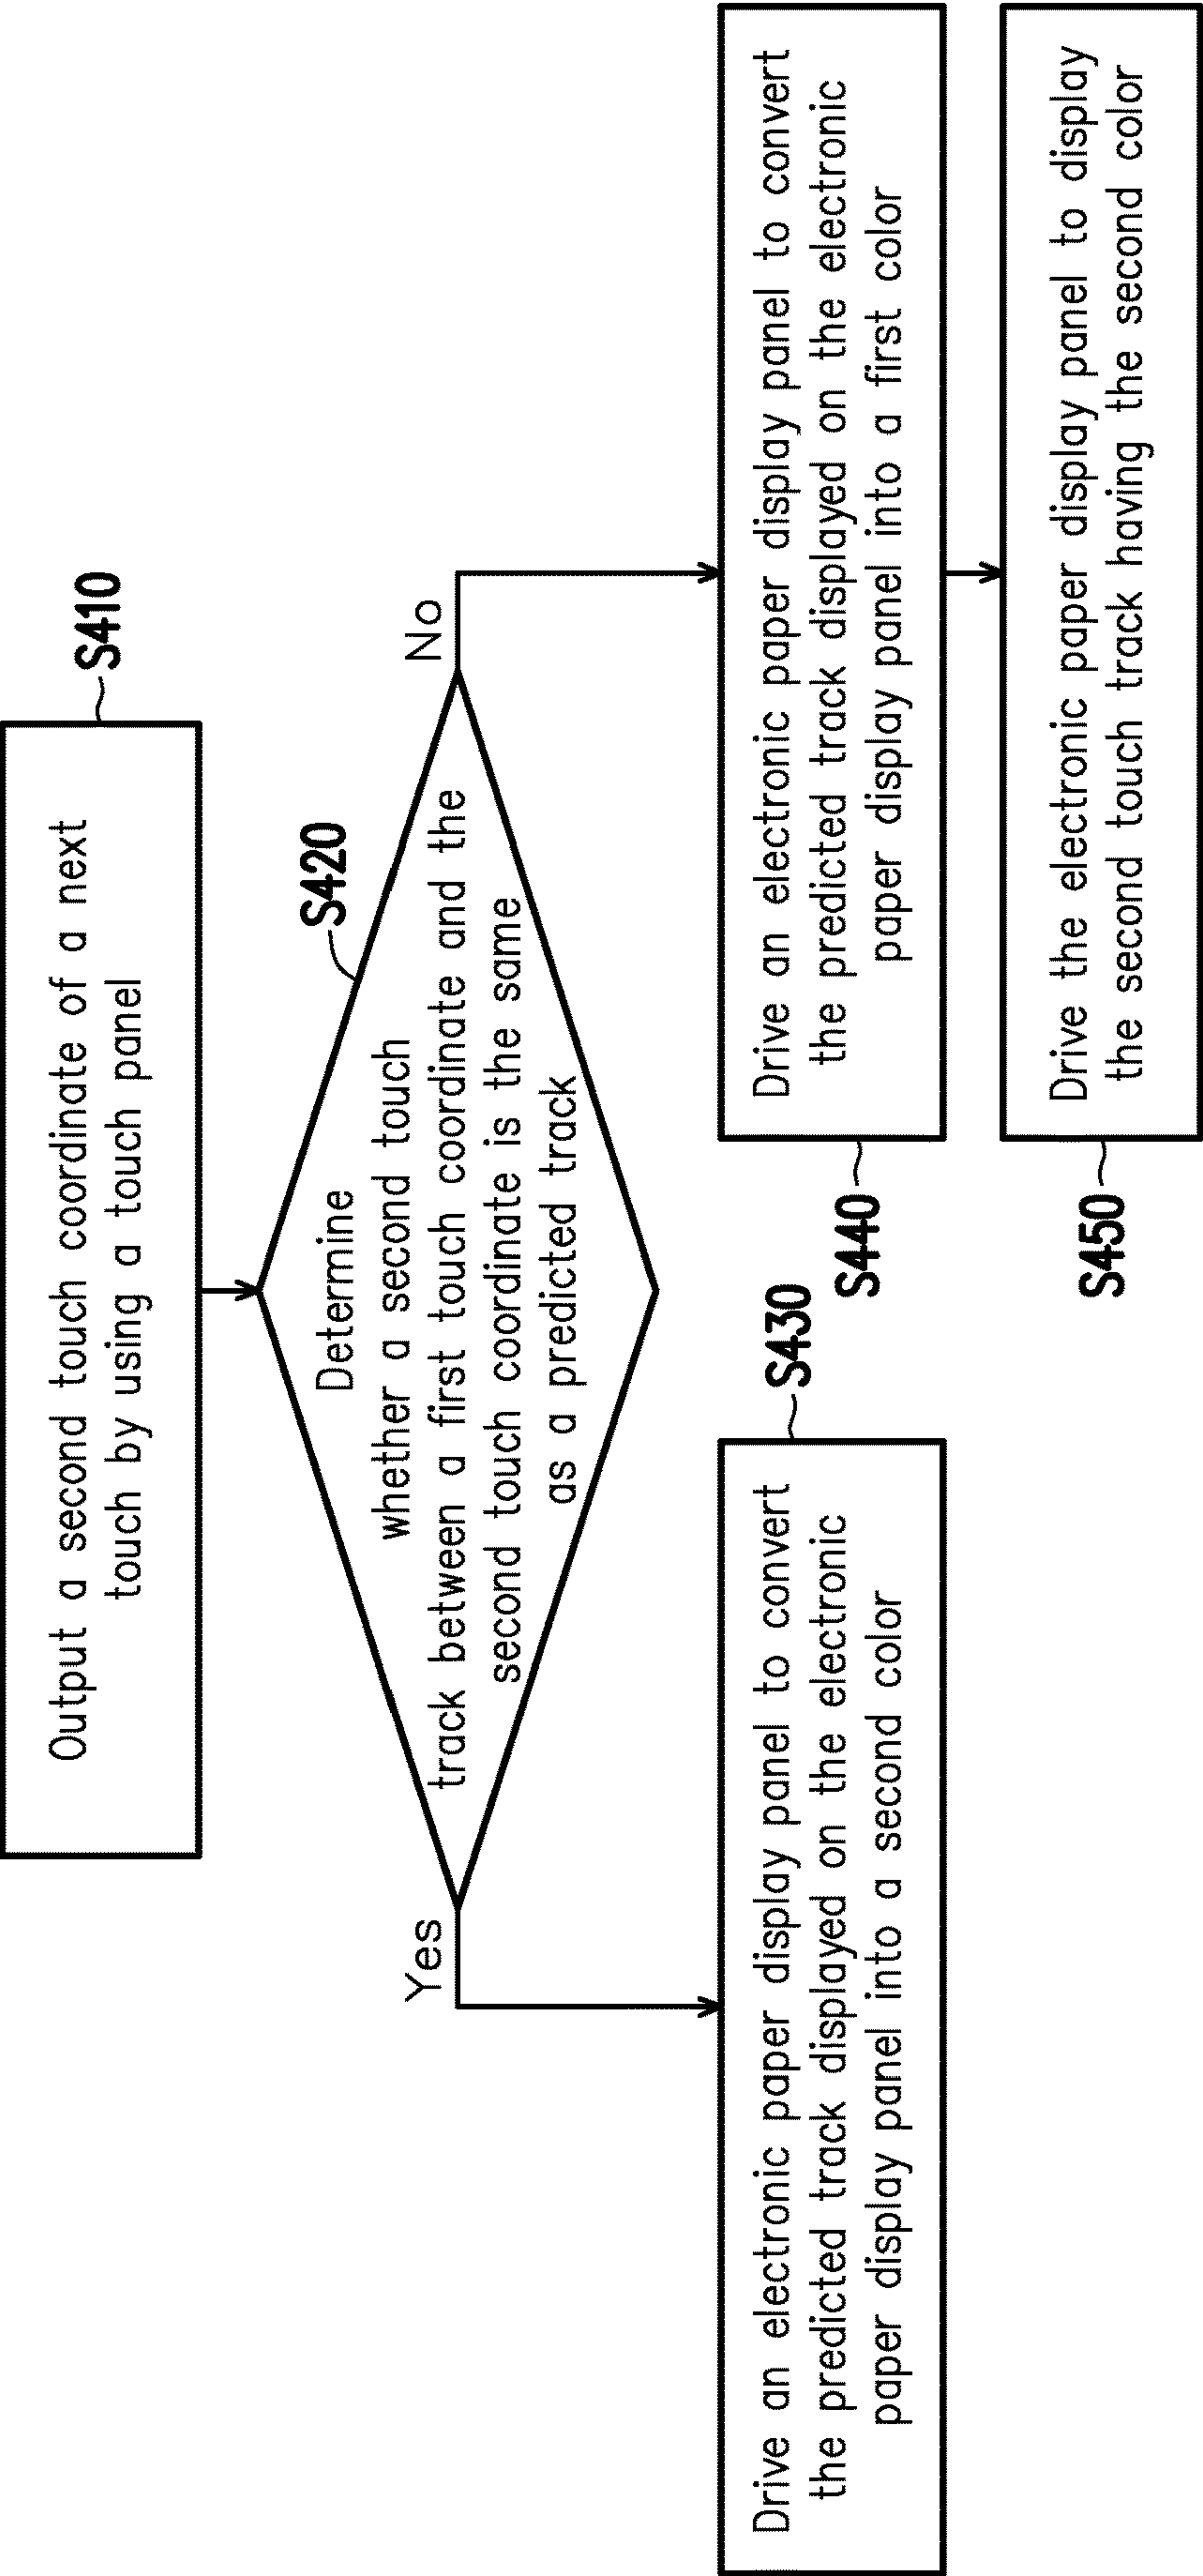 Output a second touch coordinate of a next
touch by using a touch panel
S410
S420
Determine
whether a second touch
track between a first touch coordinate and the
second touch coordinate is the same
as a predicted track
Yes
No
S430
Drive an electronic paper display panel to convert
the predicted track displayed on the electronic
paper display panel into a second color
Drive an electronic paper display panel to convert
the predicted track displayed on the electronic
paper display panel into a first color
S440
Drive the electronic paper display panel to display
the second touch track having the second color
S450